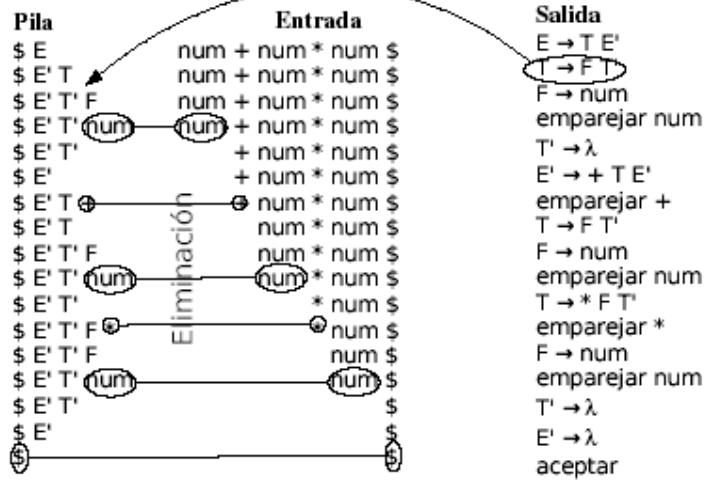 Pila Entrada Salida
$ E num + num * num $ E → T E'
$ E' T num + num * num $ T → F T'
$ E' T' F num + num * num $ F → num
$ E' T' num num + num * num $ emparejar num
$ E' T' + num * num $ T' → λ
$ E' + num * num $ E' → + T E'
$ E' T + + num * num $ emparejar +
$ E' T num * num $ T → F T'
$ E' T' F num * num $ F → num
$ E' T' num num * num $ emparejar num
$ E' T' * num $ T → * F T'
$ E' T' F * * num $ emparejar *
$ E' T' F num $ F → num
$ E' T' num num $ emparejar num
$ E' T' $ T' → λ
$ E' $ E' → λ
$ $ aceptar
Eliminación